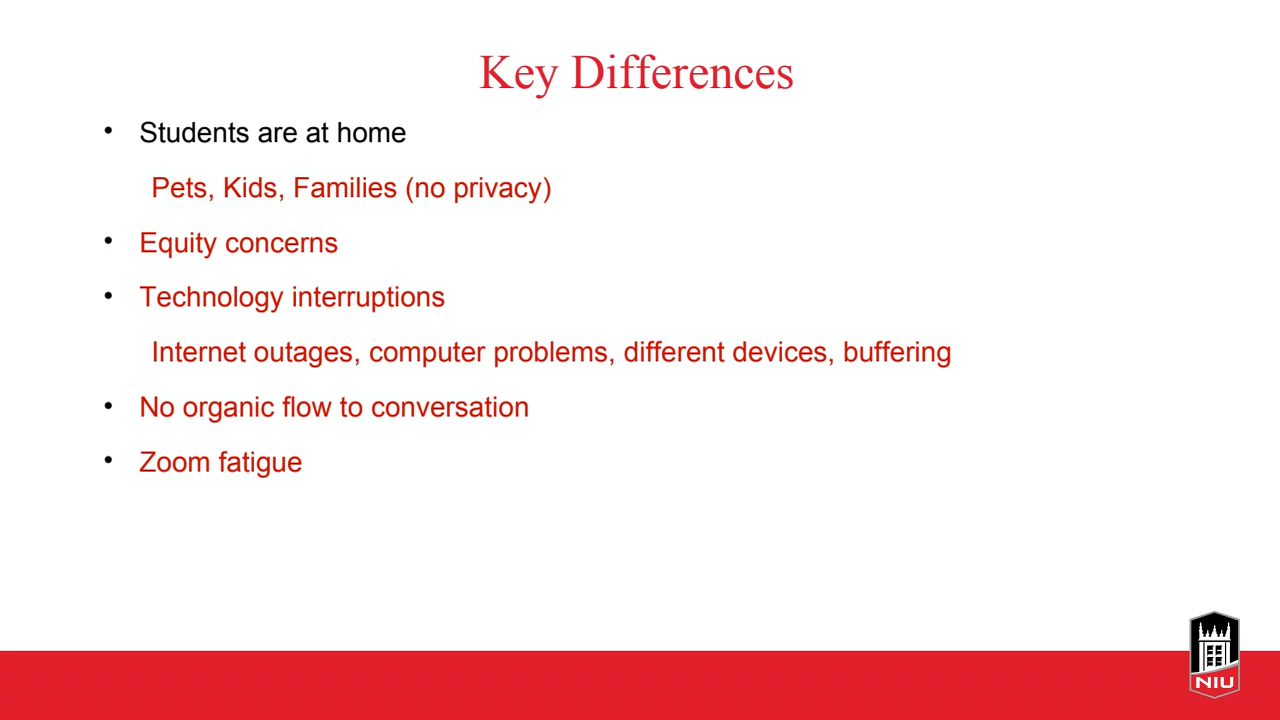 Key Differences
• Students are at home
Pets, Kids, Families (no privacy)
• Equity concerns
• Technology interruptions
Internet outages, computer problems, different devices, buffering
• No organic flow to conversation
• Zoom fatigue
NIU